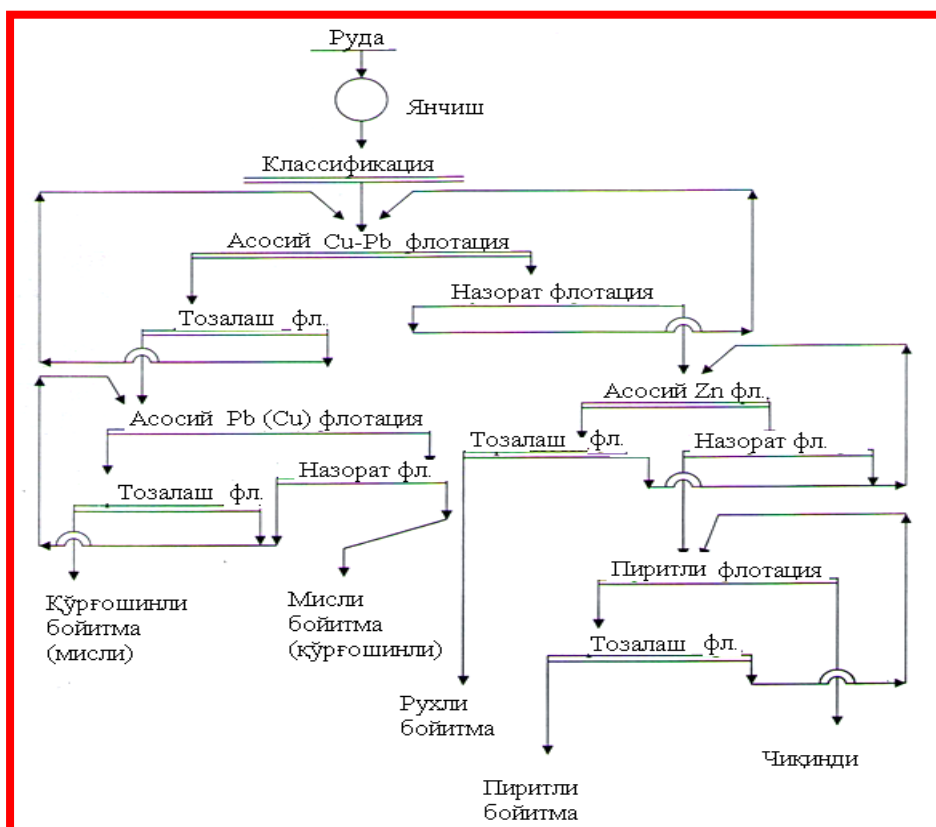 Руда
Янчиш
Классификация
Асосий Cu-Pb флотация
Назорат флотация
Тозалаш фл.
Асосий Zn фл.
Асосий Pb (Cu) флотация
Тозалаш фл.
Назорат фл.
Назорат фл.
Тозалаш фл.
Пиритли флотация
Қўрғошинли
бойитма
(мисли)
Мисли
бойитма
(қўрғошинли)
Тозалаш фл.
Рухли
бойитма
Чиқинди
Пиритли
бойитма